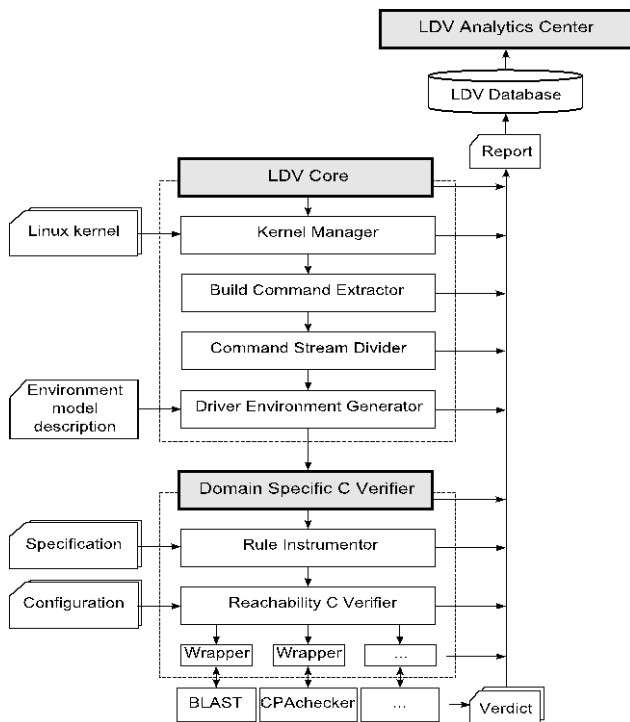 LDV Analytics Center
LDV Database
Report
LDV Core
Linux kernel
Kernel Manager
Build Command Extractor
Command Stream Divider
Environment
model
description
Driver Environment Generator
Domain Specific C Verifier
Specification
Rule Instrumentor
Configuration
Reachability C Verifier
Wrapper
Wrapper
...
BLAST
CPAchecker
...
Verdict